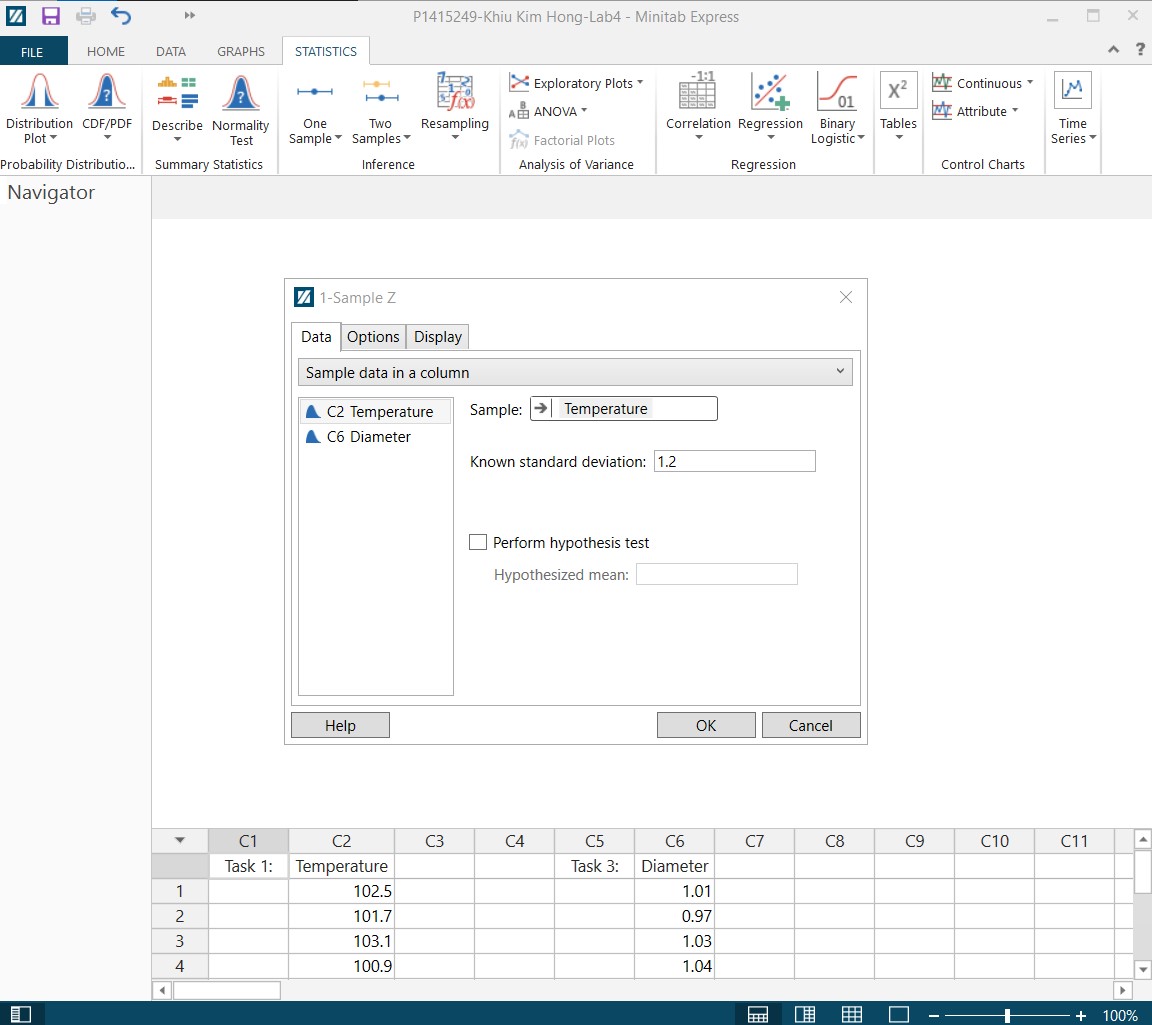 P1415249-Khiu Kim Hong-Lab4 - Minitab Express
FILE HOME DATA GRAPHS STATISTICS
Distribution Plot
CDF/PDF
Probability Distributio...
Describe
Normality Test
Summary Statistics
One Sample
Two Samples
Resampling
Inference
Exploratory Plots
ANOVA
Factorial Plots
Analysis of Variance
-1:1
Correlation
Regression
01
Binary Logistic
Regression
X²
Tables
Continuous
Attribute
Control Charts
Time Series
Navigator
1-Sample Z
Data Options Display
Sample data in a column
C2 Temperature
C6 Diameter
Sample: Temperature
Known standard deviation: 1.2
Perform hypothesis test
Hypothesized mean:
Help OK Cancel
C1 C2 C3 C4 C5 C6 C7 C8 C9 C10 C11
Task 1: Temperature Task 3: Diameter
1 102.5 1.01
2 101.7 0.97
3 103.1 1.03
4 100.9 1.04
100%